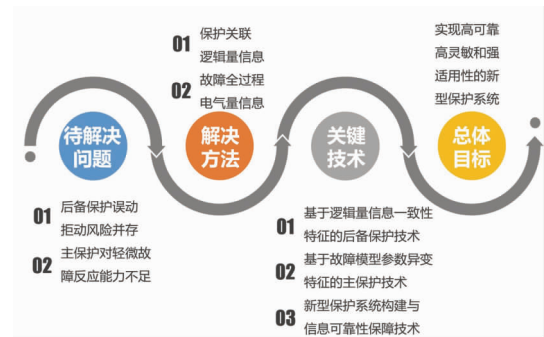 待解决
问题
01 后备保护误动
拒动风险并存
02 主保护对轻微故
障反应能力不足
01 保护关联
逻辑量信息
02 故障全过程
电气量信息
解决
方法
关键
技术
01 基于逻辑量信息一致性
特征的后备保护技术
02 基于故障模型参数异变
特征的主保护技术
03 新型保护系统构建与
信息可靠性保障技术
实现高可靠
高灵敏和强
适用性的新
型保护系统
总体
目标